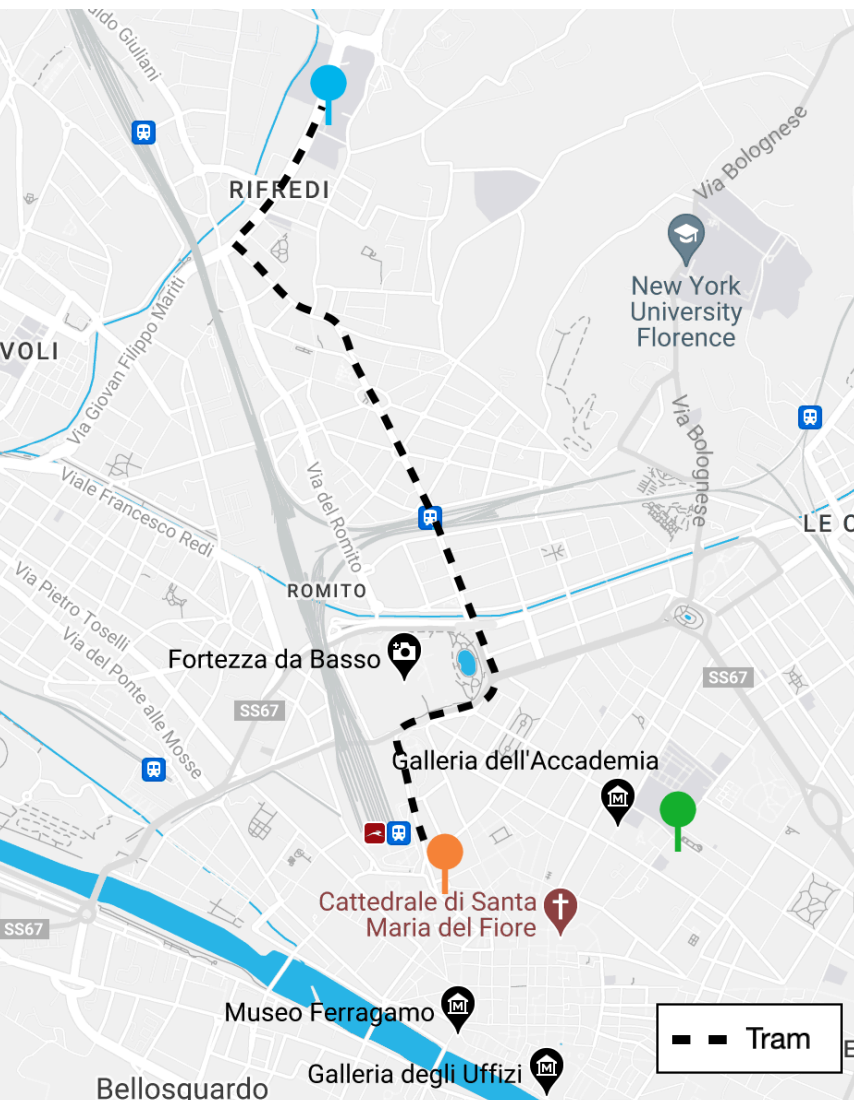 ido Giuliani
RIFREDI
Via Bolognese
New York
University
Florence
VOLI
Via Giovan Filippo Mariti
Via Bolognese
Via del Romito
Viale Francesco Redi
LE C
Via Pietro Toselli
ROMITO
Via del Ponte alle Mosse
Fortezza da Basso
SS67
SS67
Galleria dell'Accademia
M
Cattedrale di Santa
Maria del Fiore
SS67
Museo Ferragamo
M
Tram
E
Galleria degli Uffizi
M
Bellosguardo